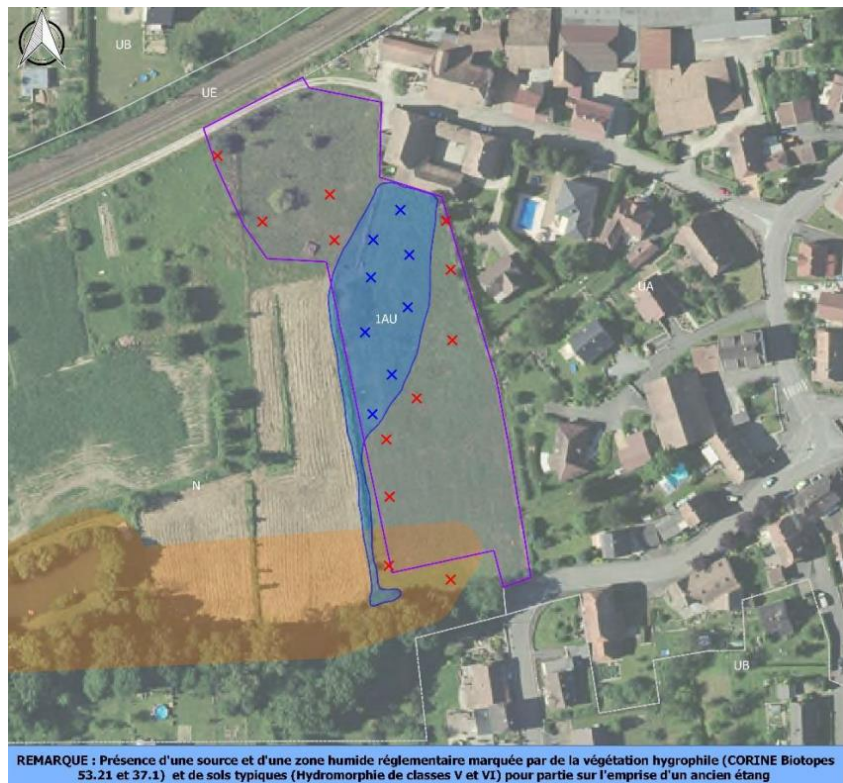 UB
UE
UA
1AU
N
UB
REMARQUE : Présence d'une source et d'une zone humide réglementaire marquée par de la végétation hygrophile (CORINE Biotopes
53.21 et 37.1) et de sols typiques (Hydromorphie de classes V et VI) pour partie sur l'emprise d'un ancien étang